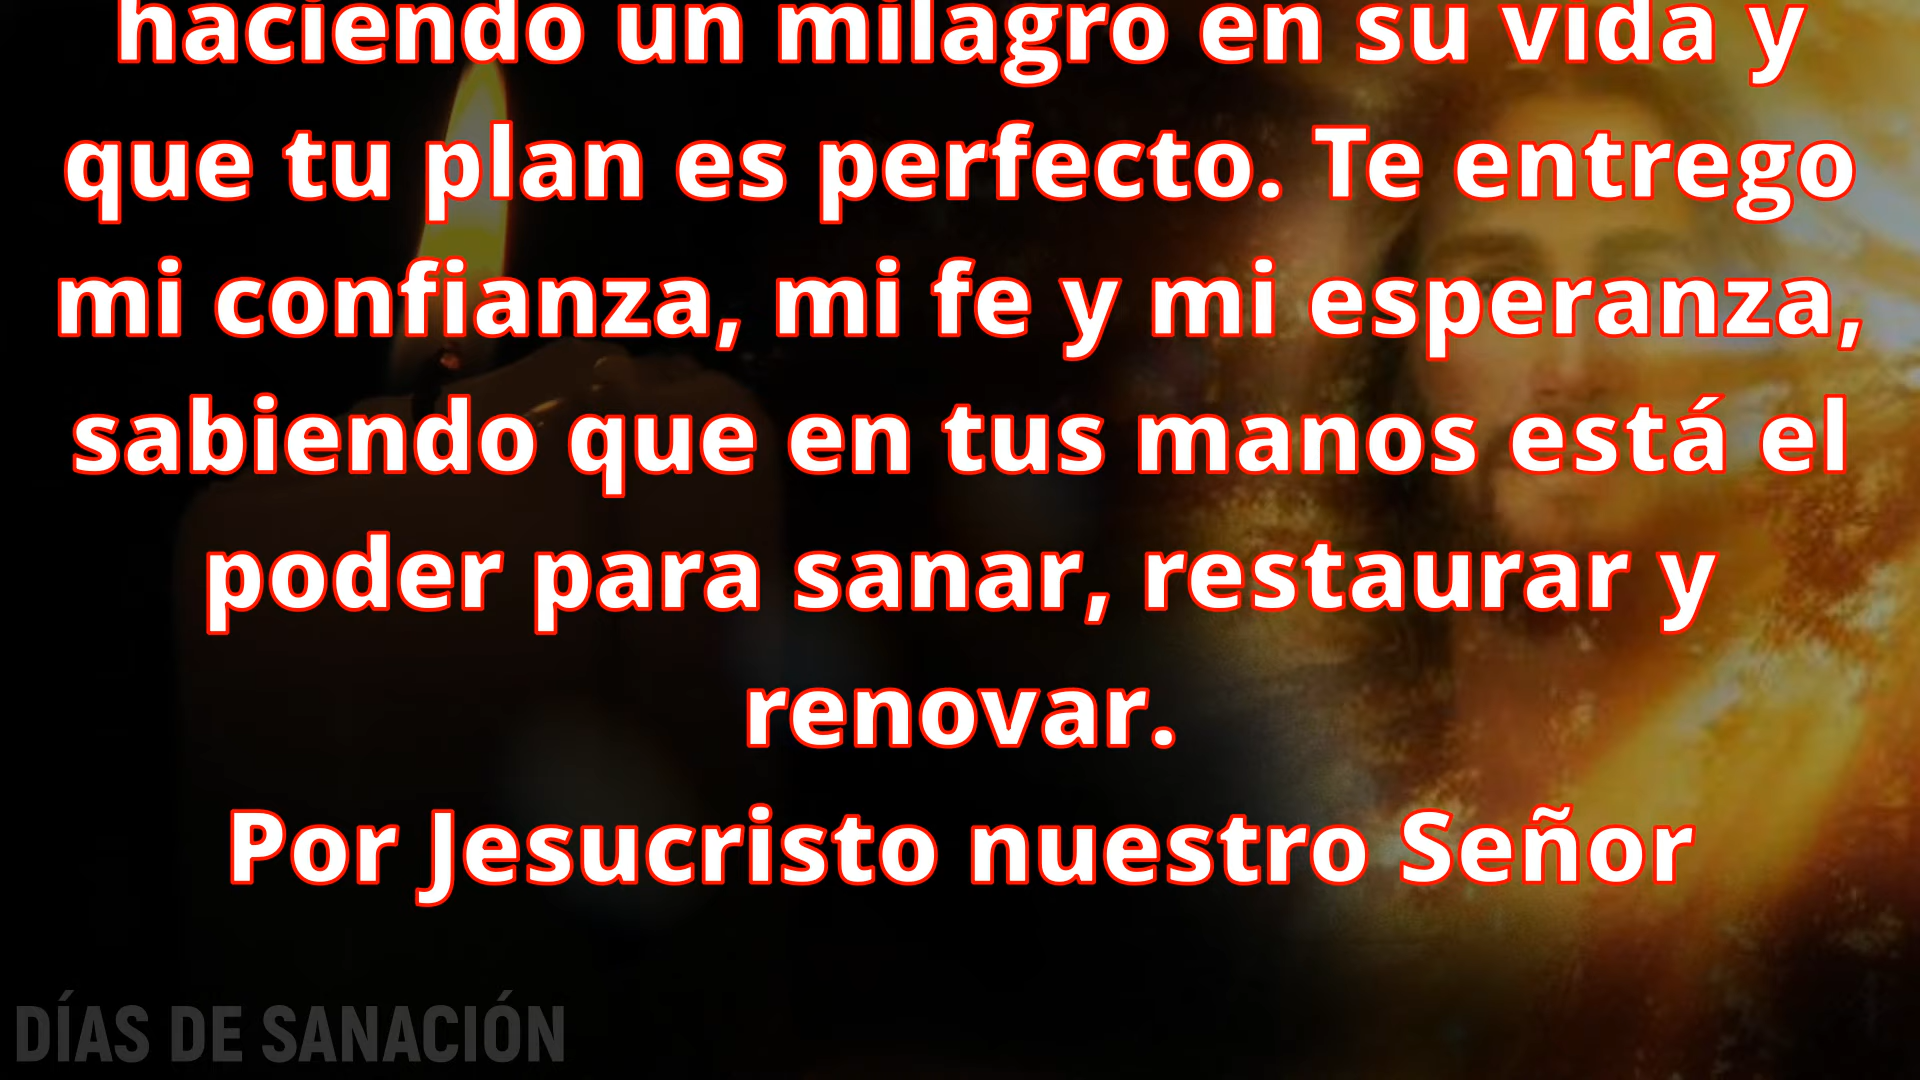 haciendo un milagro en su vida y
que tu plan es perfecto. Te entrego
mi confianza, mi fe y mi esperanza,
sabiendo que en tus manos está el
poder para sanar, restaurar y
renovar.
Por Jesucristo nuestro Señor
DÍAS DE SANACIÓN